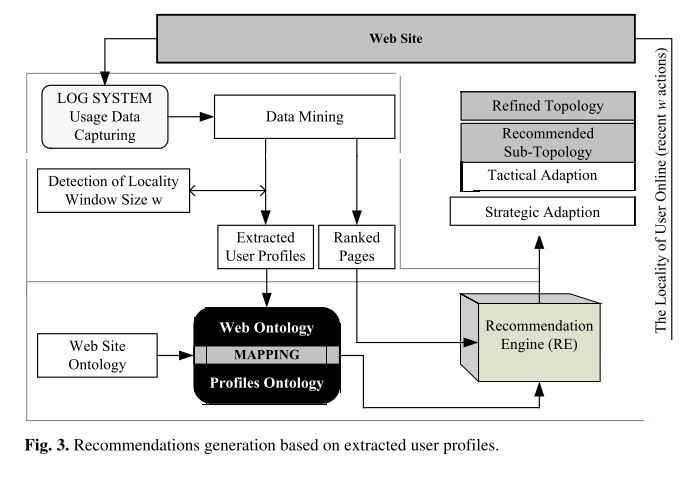 Web Site
LOG SYSTEM
Usage Data
Capturing
Data Mining
Refined Topology
Recommended
Sub-Topology
Tactical Adaption
Strategic Adaption
The Locality of User Online (recent w actions)
Detection of Locality
Window Size w
Extracted
User Profiles
Ranked
Pages
Web Site
Ontology
Web Ontology
MAPPING
Profiles Ontology
Recommendation
Engine (RE)
Fig. 3. Recommendations generation based on extracted user profiles.